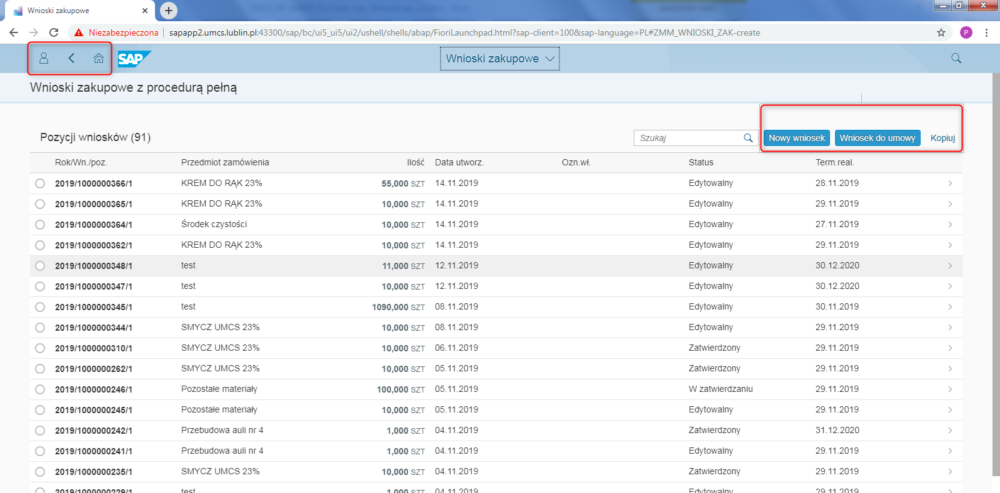 Wnioski zakupowe
Niezabezpieczona sapapp2.umcs.lublin.pl:43300/sap/bc/ui5_ui5/ui2/ushell/shells/abap/FioriLaunchpad.html?sap-client=100&sap-language=PL#ZMM_WNIOSKI_ZAK-create P
SAP Wnioski zakupowe
Wnioski zakupowe z procedurą pełną
Pozycji wniosków (91) Szukaj Nowy wniosek Wniosek do umowy Kopiuj
Rok/Wn./poz. Przedmiot zamówienia Ilość Data utworz. Ozn.wł. Status Term.real.
2019/1000000366/1 KREM DO RĄK 23% 55,000 SZT 14.11.2019 Edytowalny 28.11.2019
2019/1000000365/1 KREM DO RĄK 23% 10,000 SZT 14.11.2019 Edytowalny 29.11.2019
2019/1000000364/1 Środek czystości 10,000 SZT 14.11.2019 Edytowalny 27.11.2019
2019/1000000362/1 KREM DO RĄK 23% 10,000 SZT 14.11.2019 Edytowalny 29.11.2019
2019/1000000348/1 test 11,000 SZT 12.11.2019 Edytowalny 30.12.2020
2019/1000000347/1 test 10,000 SZT 12.11.2019 Edytowalny 30.12.2020
2019/1000000345/1 test 1090,000 SZT 08.11.2019 Edytowalny 30.11.2019
2019/1000000344/1 SMYCZ UMCS 23% 10,000 SZT 08.11.2019 Edytowalny 29.11.2019
2019/1000000310/1 SMYCZ UMCS 23% 10,000 SZT 06.11.2019 Zatwierdzony 29.11.2019
2019/1000000262/1 SMYCZ UMCS 23% 10,000 SZT 05.11.2019 Zatwierdzony 29.11.2019
2019/1000000246/1 Pozostałe materiały 100,000 SZT 05.11.2019 W zatwierdzaniu 29.11.2019
2019/1000000245/1 Pozostałe materiały 10,000 SZT 05.11.2019 Edytowalny 29.11.2019
2019/1000000242/1 Przebudowa auli nr 4 1,000 SZT 04.11.2019 Zatwierdzony 31.12.2020
2019/1000000241/1 Przebudowa auli nr 4 1,000 SZT 04.11.2019 Edytowalny 29.11.2019
2019/1000000235/1 SMYCZ UMCS 23% 10,000 SZT 04.11.2019 Zatwierdzony 29.11.2019
2019/1000000229/1 test 1,000 SZT 04.11.2019 Edytowalny 29.11.2019